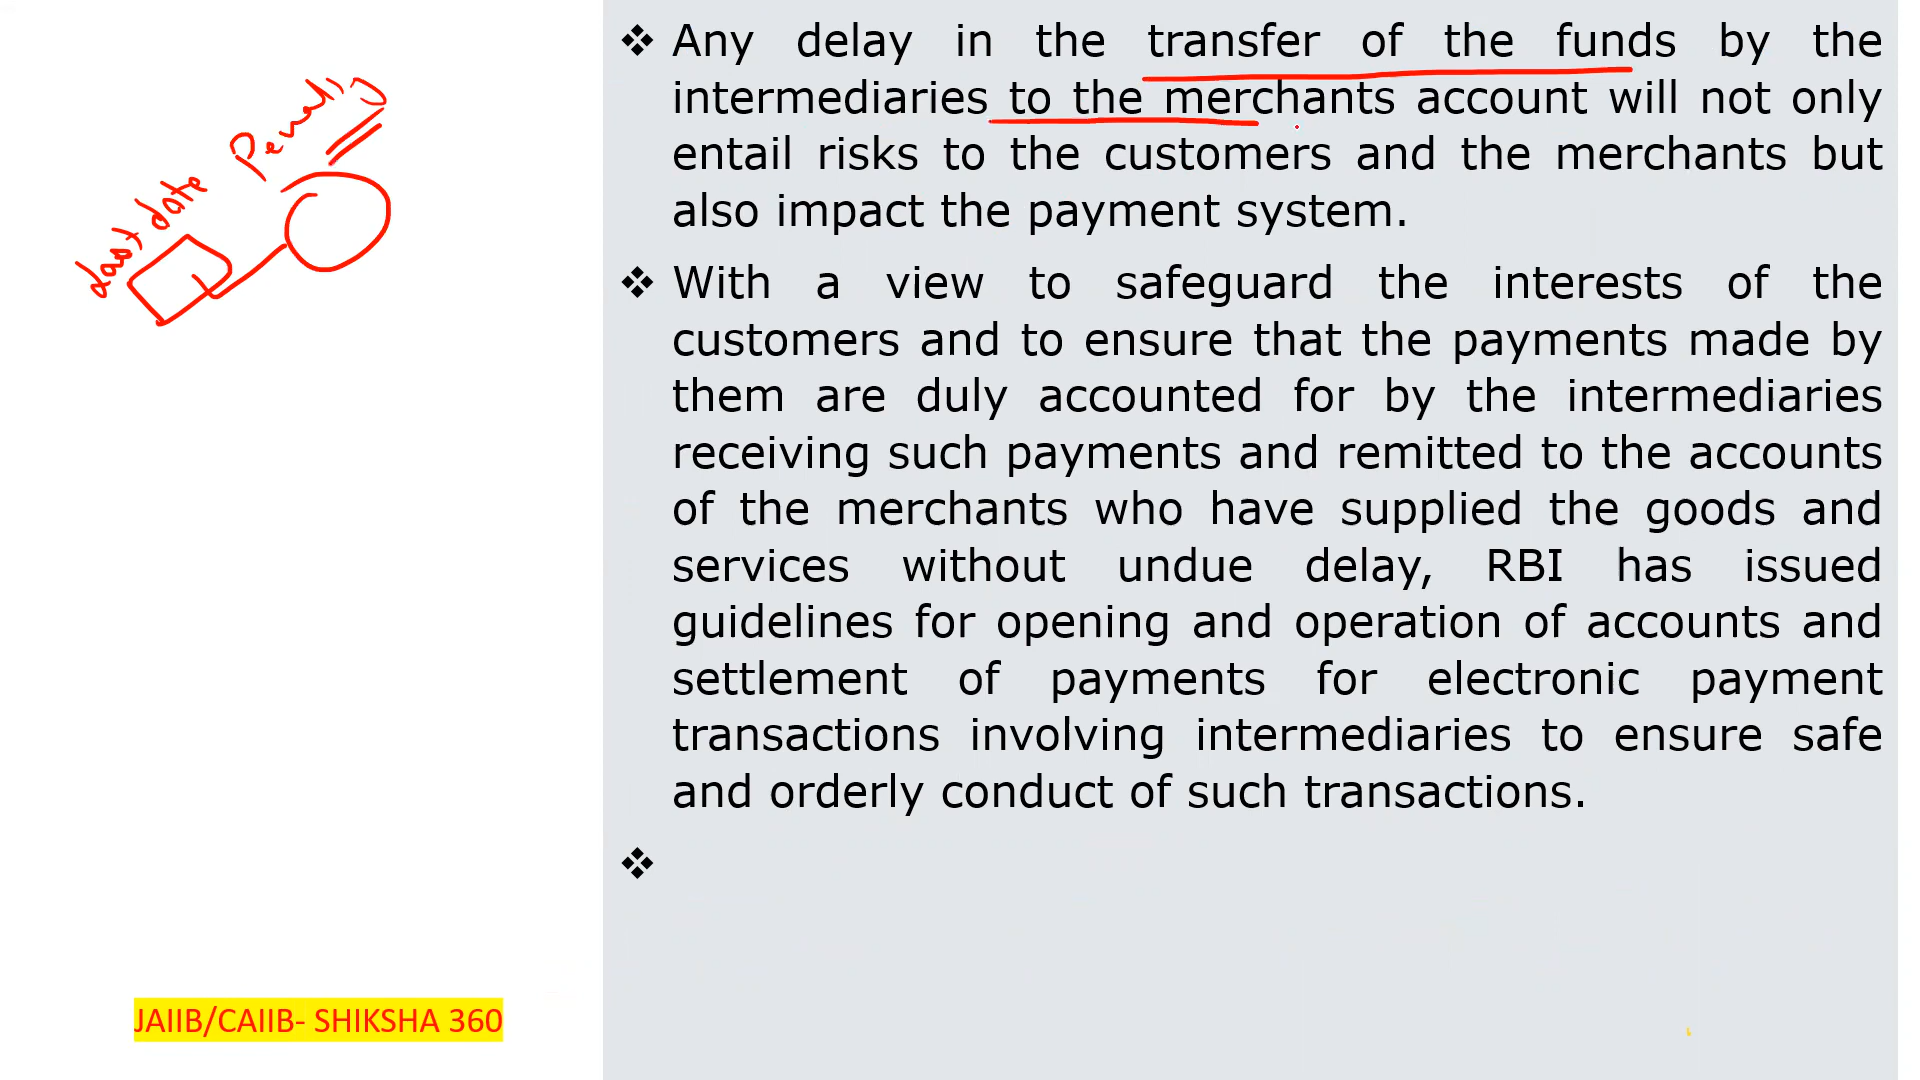 Last date Penalty
❖ Any delay in the transfer of the funds by the
intermediaries to the merchants account will not only
entail risks to the customers and the merchants but
also impact the payment system.
❖ With a view to safeguard the interests of the
customers and to ensure that the payments made by
them are duly accounted for by the intermediaries
receiving such payments and remitted to the accounts
of the merchants who have supplied the goods and
services without undue delay, RBI has issued
guidelines for opening and operation of accounts and
settlement of payments for electronic payment
transactions involving intermediaries to ensure safe
and orderly conduct of such transactions.
❖
JAIIB/CAIIB- SHIKSHA 360